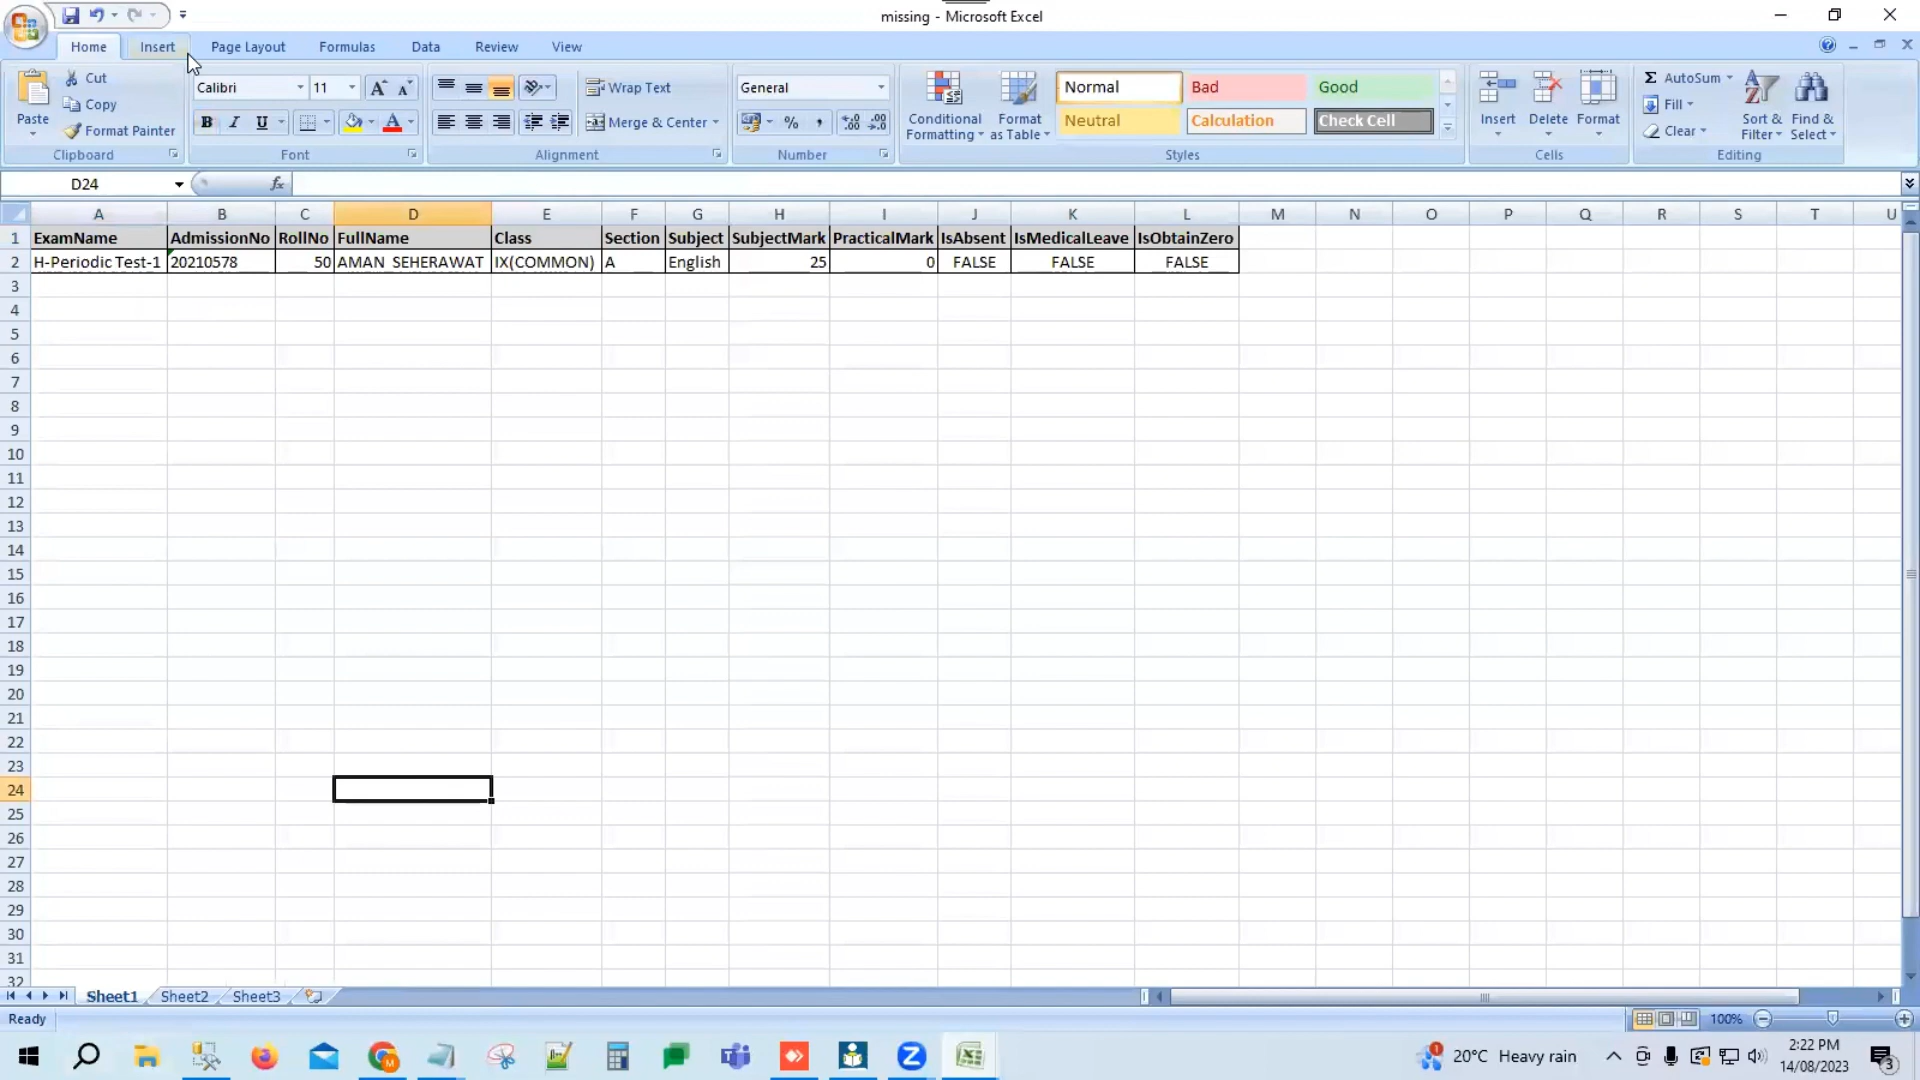 missing - Microsoft Excel
Home Insert Page Layout Formulas Data Review View
Paste
Cut
Copy
Format Painter
Clipboard
Calibri 11
B I U
Font
Wrap Text
Merge & Center
Alignment
General
Number
Conditional Formatting
Format as Table
Normal Bad Good
Neutral Calculation Check Cell
Styles
Insert Delete Format
Cells
Σ AutoSum
Fill
Clear
Sort & Filter
Find & Select
Editing
D24 fx
A B C D E F G H I J K L M N O P Q R S T U
1 ExamName AdmissionNo RollNo FullName Class Section Subject SubjectMark PracticalMark IsAbsent IsMedicalLeave IsObtainZero
2 H-Periodic Test-1 20210578 50 AMAN SEHERAWAT IX(COMMON) A English 25 0 FALSE FALSE FALSE
3
4
5
6
7
8
9
10
11
12
13
14
15
16
17
18
19
20
21
22
23
24
25
26
27
28
29
30
31
32
Sheet1 Sheet2 Sheet3
Ready 100%
20°C Heavy rain
2:22 PM
14/08/2023
3